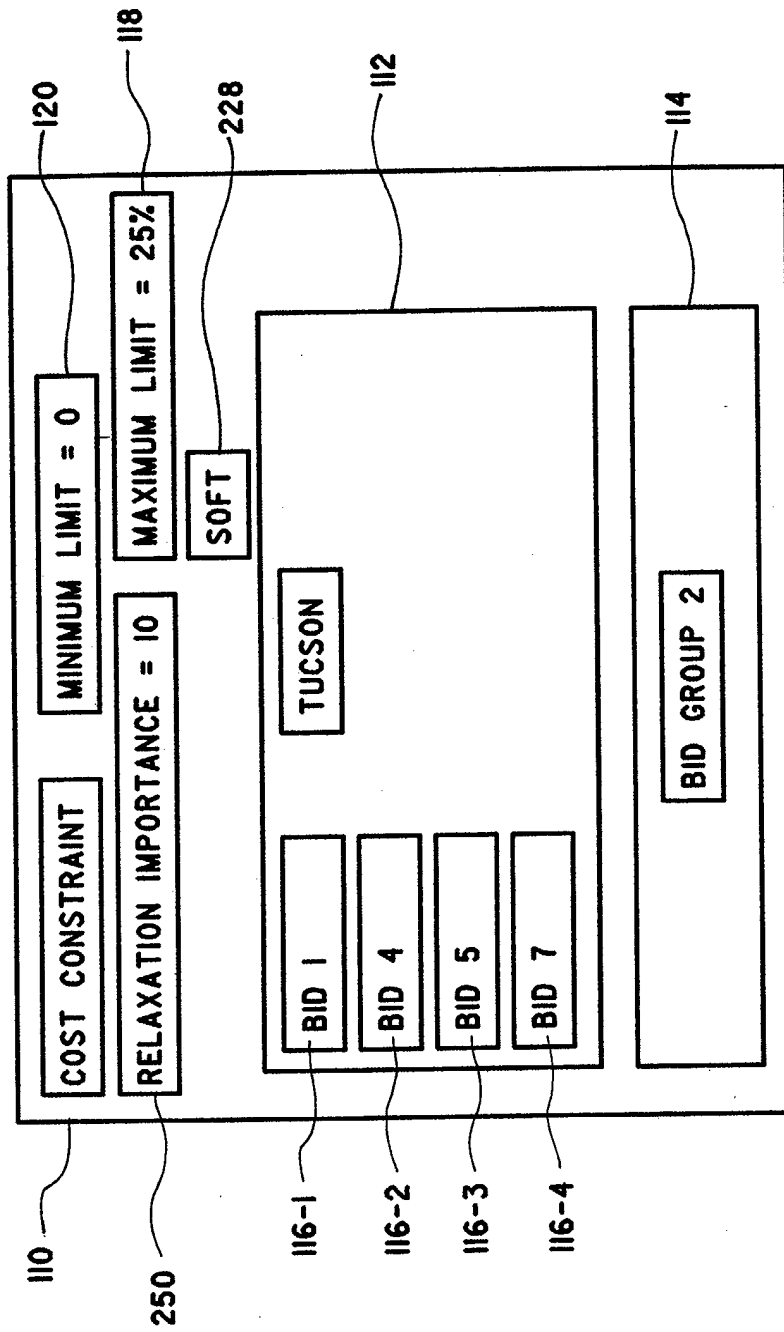 110
COST CONSTRAINT
MINIMUM LIMIT = 0
120
250
RELAXATION IMPORTANCE = 10
MAXIMUM LIMIT = 25%
118
SOFT
228
116-1
BID 1
TUCSON
112
116-2
BID 4
116-3
BID 5
116-4
BID 7
BID GROUP 2
114